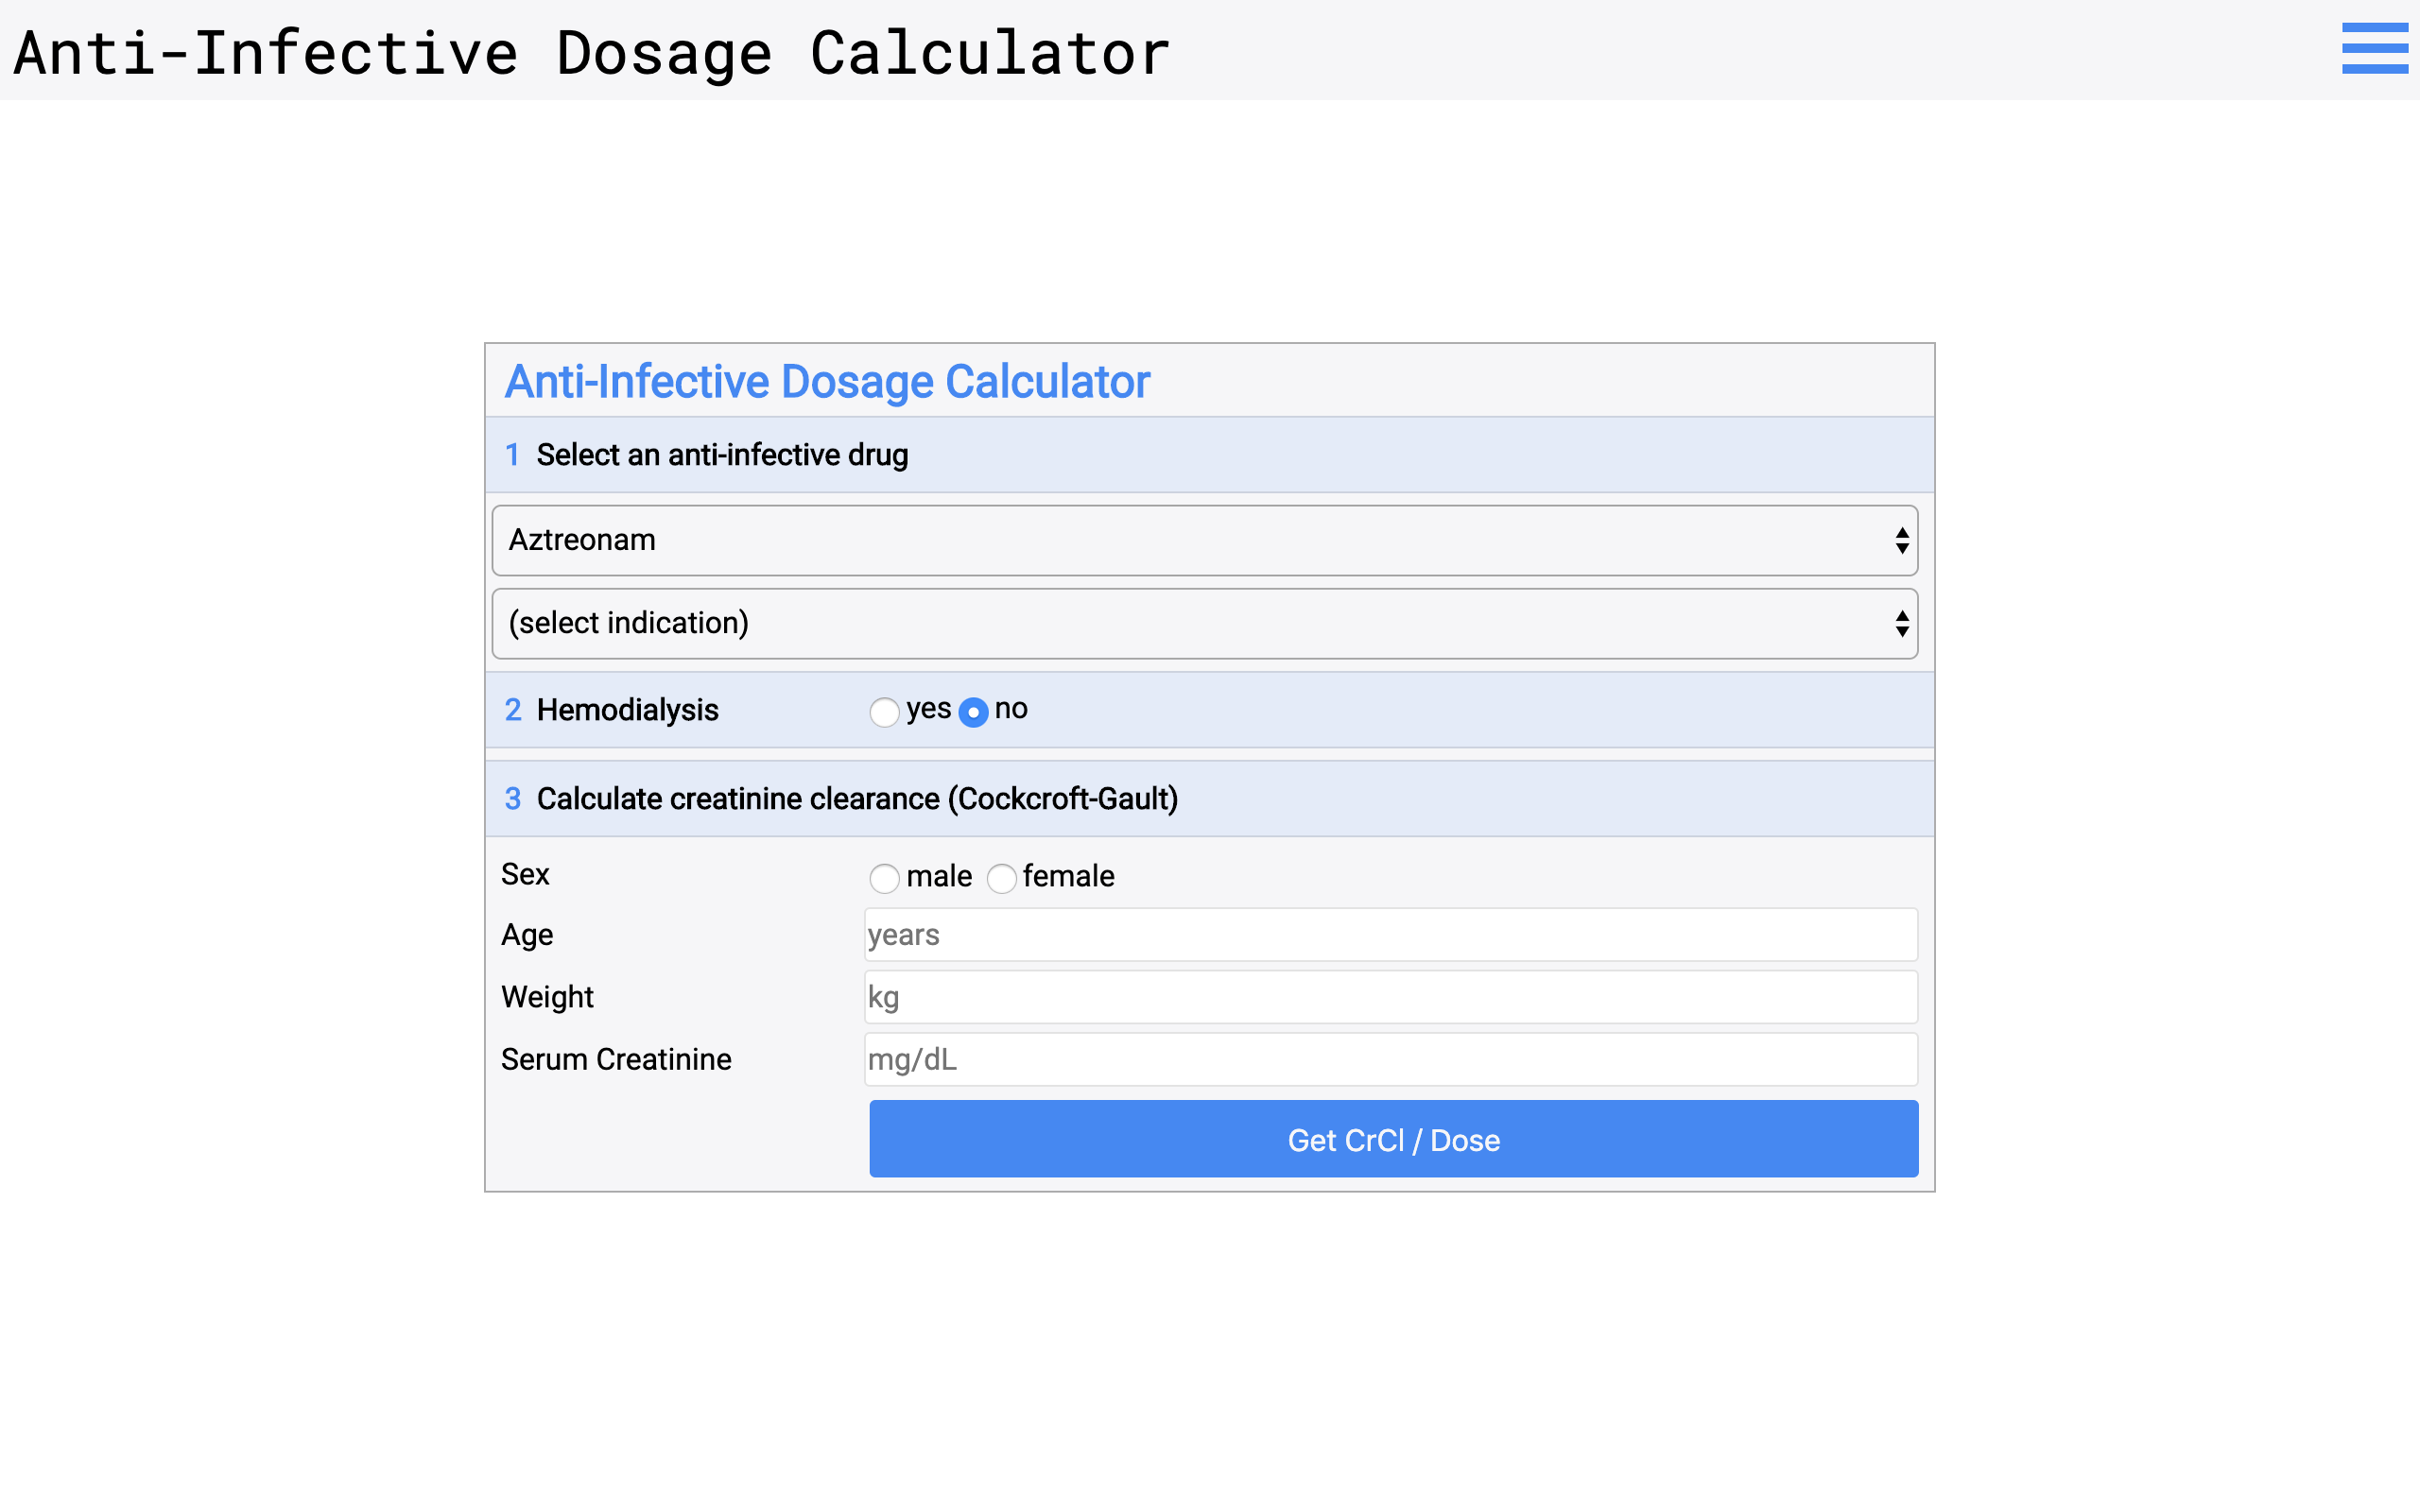 Anti-Infective Dosage Calculator
Anti-Infective Dosage Calculator
1 Select an anti-infective drug
Aztreonam
(select indication)
2 Hemodialysis yes no
3 Calculate creatinine clearance (Cockcroft-Gault)
Sex male female
Age years
Weight kg
Serum Creatinine mg/dL
Get CrCl / Dose